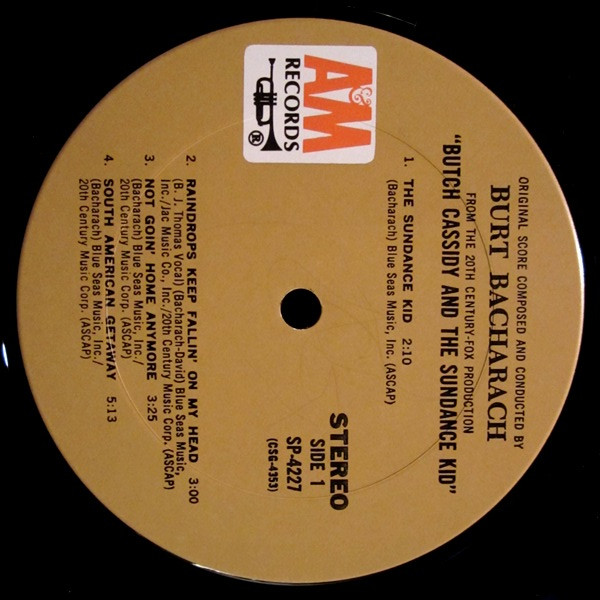 ORIGINAL SCORE COMPOSED AND CONDUCTED BY
BURT BACHARACH
FROM THE 20TH CENTURY-FOX PRODUCTION
"BUTCH CASSIDY AND THE SUNDANCE KID"
A&M
RECORDS
®
STEREO
SIDE 1
SP-4227
(CSG-4353)
1. THE SUNDANCE KID 2:10
(Bacharach) Blue Seas Music, Inc. (ASCAP)
2. RAINDROPS KEEP FALLIN' ON MY HEAD 3:00
(B. J. Thomas Vocal) (Bacharach-David) Blue Seas Music,
Inc./Jac Music Co., Inc./20th Century Music Corp. (ASCAP)
3. NOT GOIN' HOME ANYMORE 3:25
(Bacharach) Blue Seas Music, Inc./
20th Century Music Corp. (ASCAP)
4. SOUTH AMERICAN GETAWAY 5:13
(Bacharach) Blue Seas Music, Inc./
20th Century Music Corp. (ASCAP)